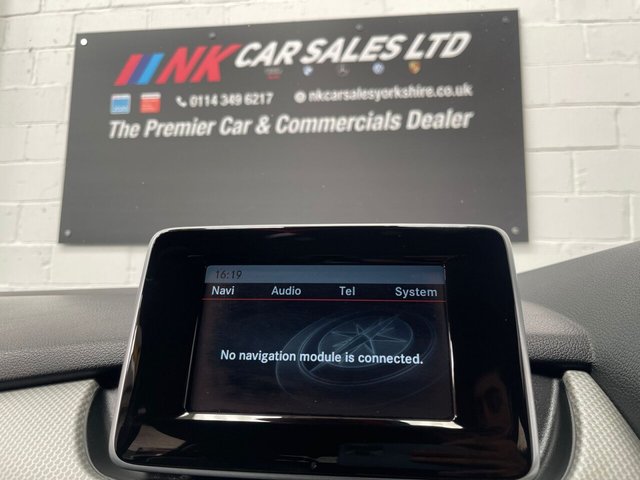 NK CAR SALES LTD
0114 349 6217 nkcarsalesyorkshire.co.uk
The Premier Car & Commercials Dealer
16:19
Navi Audio Tel System
No navigation module is connected.